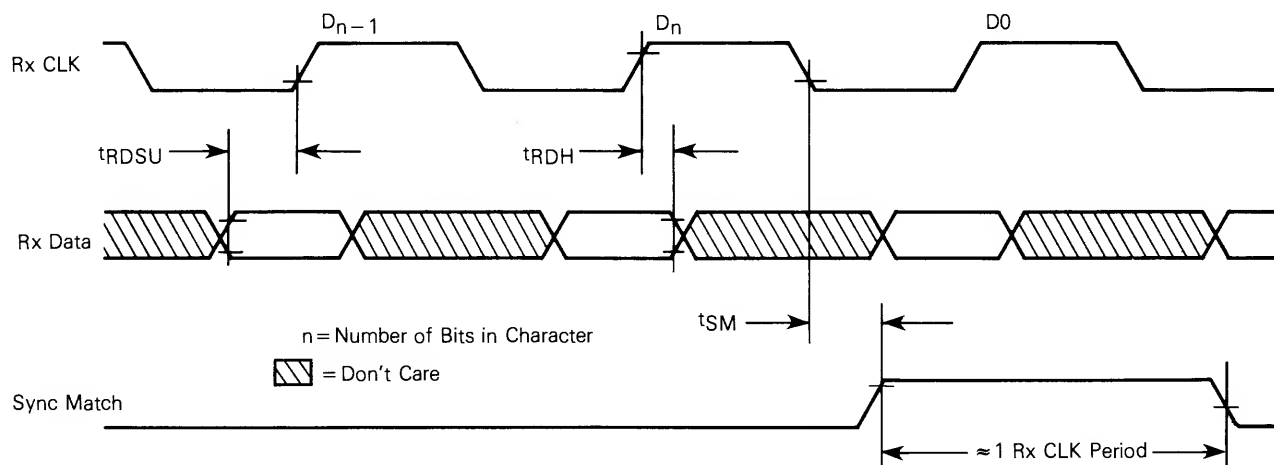 Dn−1
Dn
D0
Rx CLK
tRDSU
tRDH
Rx Data
tSM
n = Number of Bits in Character
= Don't Care
Sync Match
≈ 1 Rx CLK Period